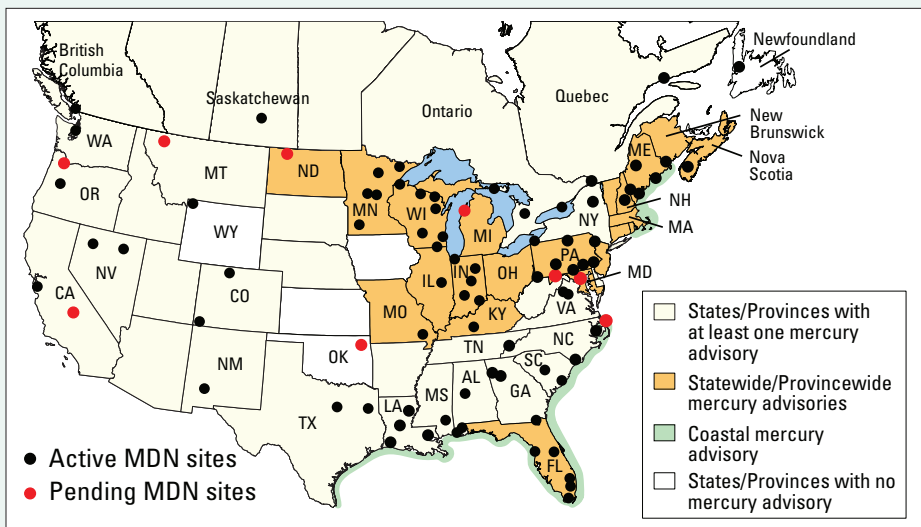 Newfoundland
British
Columbia
Saskatchewan
Ontario
Quebec
New
Brunswick
Nova
Scotia
WA
MT
ND
ME
OR
MN
WI
NY
NH
WY
MI
MA
NV
PA
CA
CO
IL
IN
OH
MD
MO
KY
VA
OK
TN
NC
NM
SC
AL
GA
MS
TX
LA
FL
Active MDN sites
Pending MDN sites
States/Provinces with
at least one mercury
advisory
Statewide/Provincewide
mercury advisories
Coastal mercury
advisory
States/Provinces with no
mercury advisory